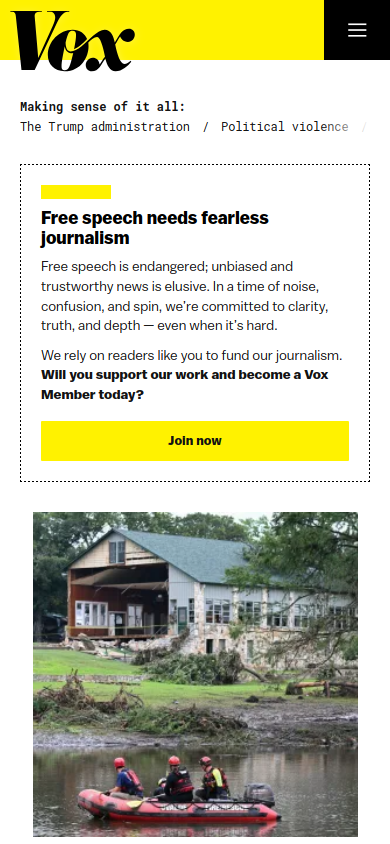 Vox
Making sense of it all:
The Trump administration / Political violence /
Free speech needs fearless
journalism
Free speech is endangered; unbiased and
trustworthy news is elusive. In a time of noise,
confusion, and spin, we're committed to clarity,
truth, and depth — even when it's hard.
We rely on readers like you to fund our journalism.
Will you support our work and become a Vox
Member today?
Join now